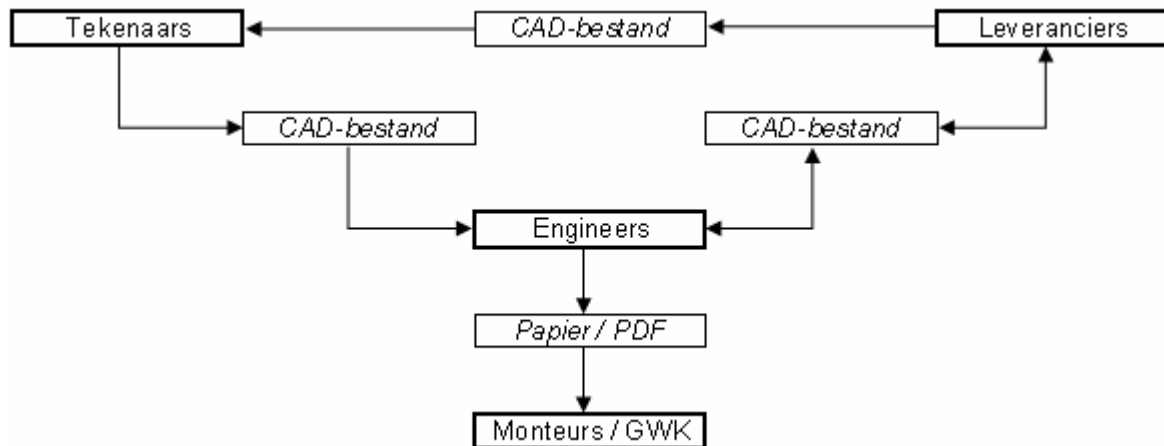 Tekenaars
CAD-bestand
Leveranciers
CAD-bestand
CAD-bestand
Engineers
Papier / PDF
Monteurs / GWK